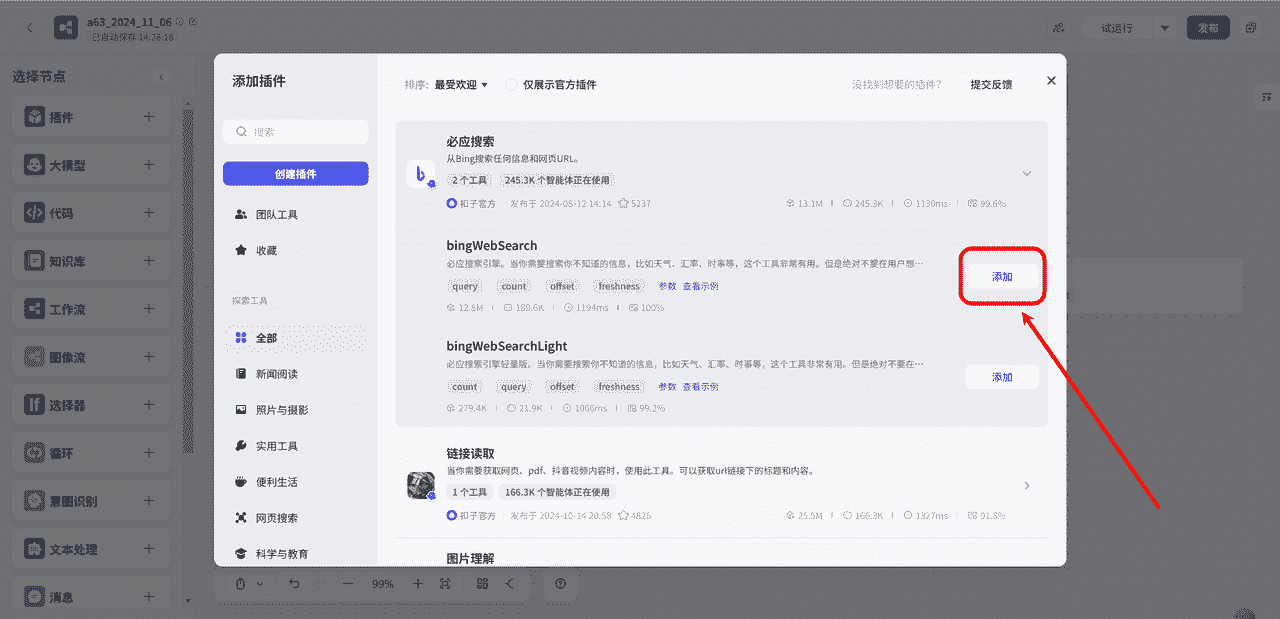 a63_2024_11_06
已自动保存 14:26:18
试运行
发布
选择节点
插件
大模型
代码
知识库
工作流
图像流
选择器
循环
意图识别
文本处理
消息
添加插件
搜索
创建插件
团队工具
收藏
探索工具
全部
新闻阅读
照片与摄影
实用工具
便利生活
网页搜索
科学与教育
排序: 最受欢迎 仅展示官方插件 没找到想要的插件? 提交反馈
必应搜索
从Bing搜索任何信息和网页URL。
2 个工具 245.3K 个智能体正在使用
扣子官方 发布于 2024-08-12 14:14 5237 13.1M 245.3K 1130ms 99.6%
bingWebSearch
必应搜索引擎。当你需要搜索你不知道的信息，比如天气、汇率、时事等，这个工具非常有用。但是绝对不要在用户想…
query count offset freshness 参数 查看示例
12.8M 189.6K 1194ms 100%
添加
bingWebSearchLight
必应搜索引擎轻量版。当你需要搜索你不知道的信息，比如天气、汇率、时事等，这个工具非常有用。但是绝对不要在…
count query offset freshness 参数 查看示例
279.4K 21.9K 1066ms 99.2%
添加
链接读取
当你需要获取网页、pdf、抖音视频内容时，使用此工具。可以获取url链接下的标题和内容。
1 个工具 166.3K 个智能体正在使用
扣子官方 发布于 2024-10-14 20:58 4826 25.5M 166.3K 1327ms 91.8%
图片理解
99%